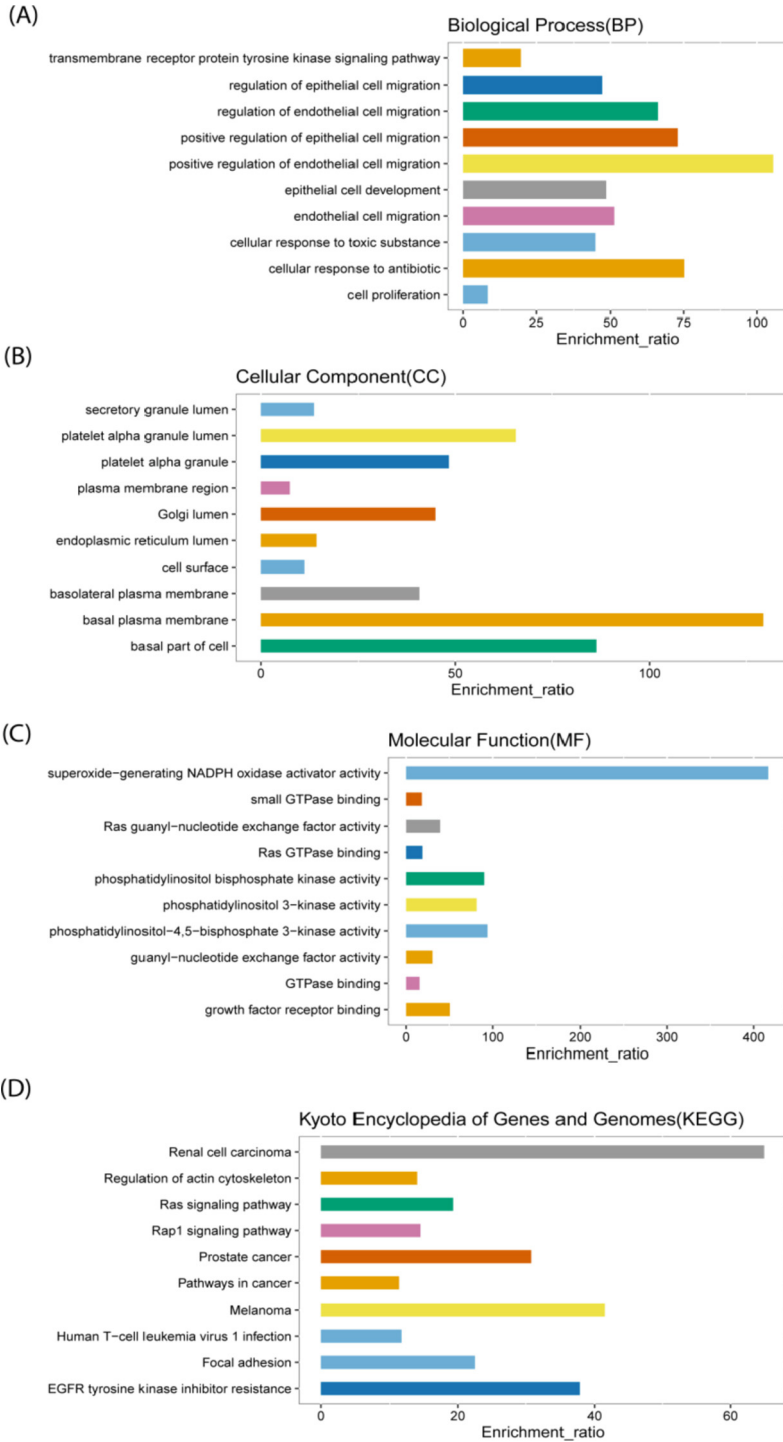 (A)
Biological Process(BP)
transmembrane receptor protein tyrosine kinase signaling pathway
regulation of epithelial cell migration
regulation of endothelial cell migration
positive regulation of epithelial cell migration
positive regulation of endothelial cell migration
epithelial cell development
endothelial cell migration
cellular response to toxic substance
cellular response to antibiotic
cell proliferation
0 25 50 75 100
Enrichment_ratio
(B)
Cellular Component(CC)
secretory granule lumen
platelet alpha granule lumen
platelet alpha granule
plasma membrane region
Golgi lumen
endoplasmic reticulum lumen
cell surface
basolateral plasma membrane
basal plasma membrane
basal part of cell
0 50 100
Enrichment_ratio
(C)
Molecular Function(MF)
superoxide−generating NADPH oxidase activator activity
small GTPase binding
Ras guanyl−nucleotide exchange factor activity
Ras GTPase binding
phosphatidylinositol bisphosphate kinase activity
phosphatidylinositol 3−kinase activity
phosphatidylinositol−4,5−bisphosphate 3−kinase activity
guanyl−nucleotide exchange factor activity
GTPase binding
growth factor receptor binding
0 100 200 300 400
Enrichment_ratio
(D)
Kyoto Encyclopedia of Genes and Genomes(KEGG)
Renal cell carcinoma
Regulation of actin cytoskeleton
Ras signaling pathway
Rap1 signaling pathway
Prostate cancer
Pathways in cancer
Melanoma
Human T−cell leukemia virus 1 infection
Focal adhesion
EGFR tyrosine kinase inhibitor resistance
0 20 40 60
Enrichment_ratio